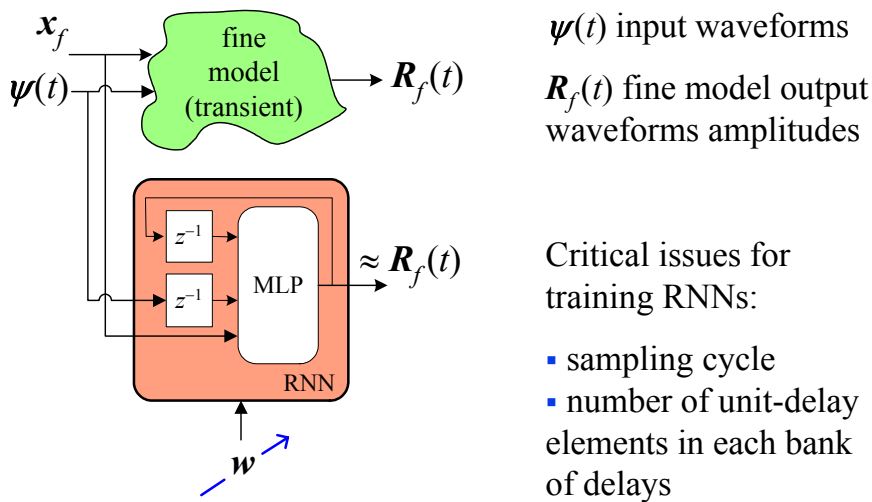 x_f
ψ(t)
fine
model
(transient)
R_f(t)
z⁻¹
z⁻¹
MLP
≈ R_f(t)
RNN
w
ψ(t) input waveforms
R_f(t) fine model output
waveforms amplitudes
Critical issues for
training RNNs:
▪ sampling cycle
▪ number of unit-delay
elements in each bank
of delays